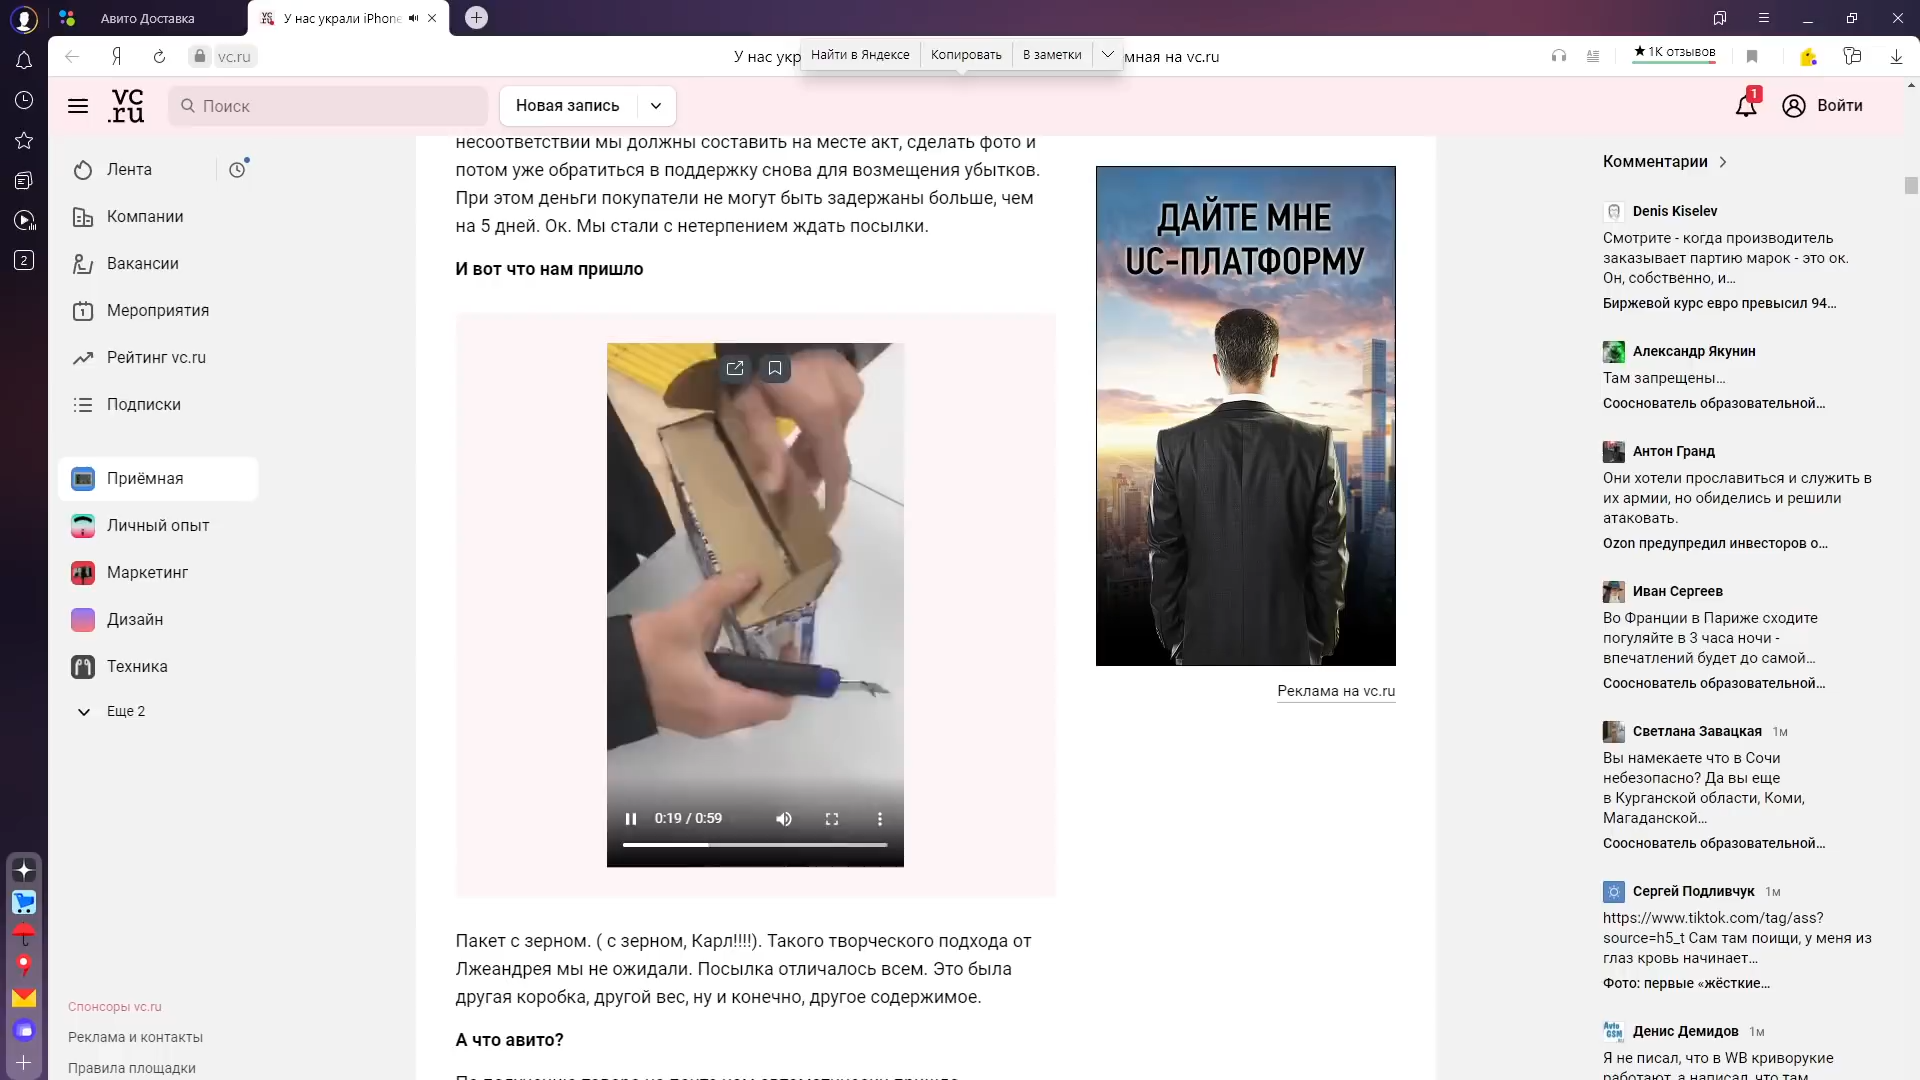 Авито Доставка
У нас украли iPhone
vc.ru
У нас укр
Найти в Яндексе
Копировать
В заметки
мная на vc.ru
★1K отзывов
vc
.ru
Поиск
Новая запись
1
Войти
2
Лента
Компании
Вакансии
Мероприятия
Рейтинг vc.ru
Подписки
Приёмная
Личный опыт
Маркетинг
Дизайн
Техника
Еще 2
Спонсоры vc.ru
Реклама и контакты
Правила площадки
несоответствии мы должны составить на месте акт, сделать фото и
потом уже обратиться в поддержку снова для возмещения убытков.
При этом деньги покупатели не могут быть задержаны больше, чем
на 5 дней. Ок. Мы стали с нетерпением ждать посылки.
И вот что нам пришло
0:19 / 0:59
Пакет с зерном. ( с зерном, Карл!!!!). Такого творческого подхода от
Лжеандрея мы не ожидали. Посылка отличалось всем. Это была
другая коробка, другой вес, ну и конечно, другое содержимое.
А что авито?
ДАЙТЕ МНЕ
UC-ПЛАТФОРМУ
Реклама на vc.ru
Комментарии
Denis Kiselev
Смотрите - когда производитель
заказывает партию марок - это ок.
Он, собственно, и…
Биржевой курс евро превысил 94…
Александр Якунин
Там запрещены…
Сооснователь образовательной…
Антон Гранд
Они хотели прославиться и служить в
их армии, но обиделись и решили
атаковать.
Ozon предупредил инвесторов о…
Иван Сергеев
Во Франции в Париже сходите
погуляйте в 3 часа ночи -
впечатлений будет до самой…
Сооснователь образовательной…
Светлана Завацкая 1м
Вы намекаете что в Сочи
небезопасно? Да вы еще
в Курганской области, Коми,
Магаданской…
Сооснователь образовательной…
Сергей Подливчук 1м
https://www.tiktok.com/tag/ass?
source=h5_t Сам там поищи, у меня из
глаз кровь начинает…
Фото: первые «жёсткие…
Денис Демидов 1м
Я не писал, что в WB криворукие
работают, а написал, что там